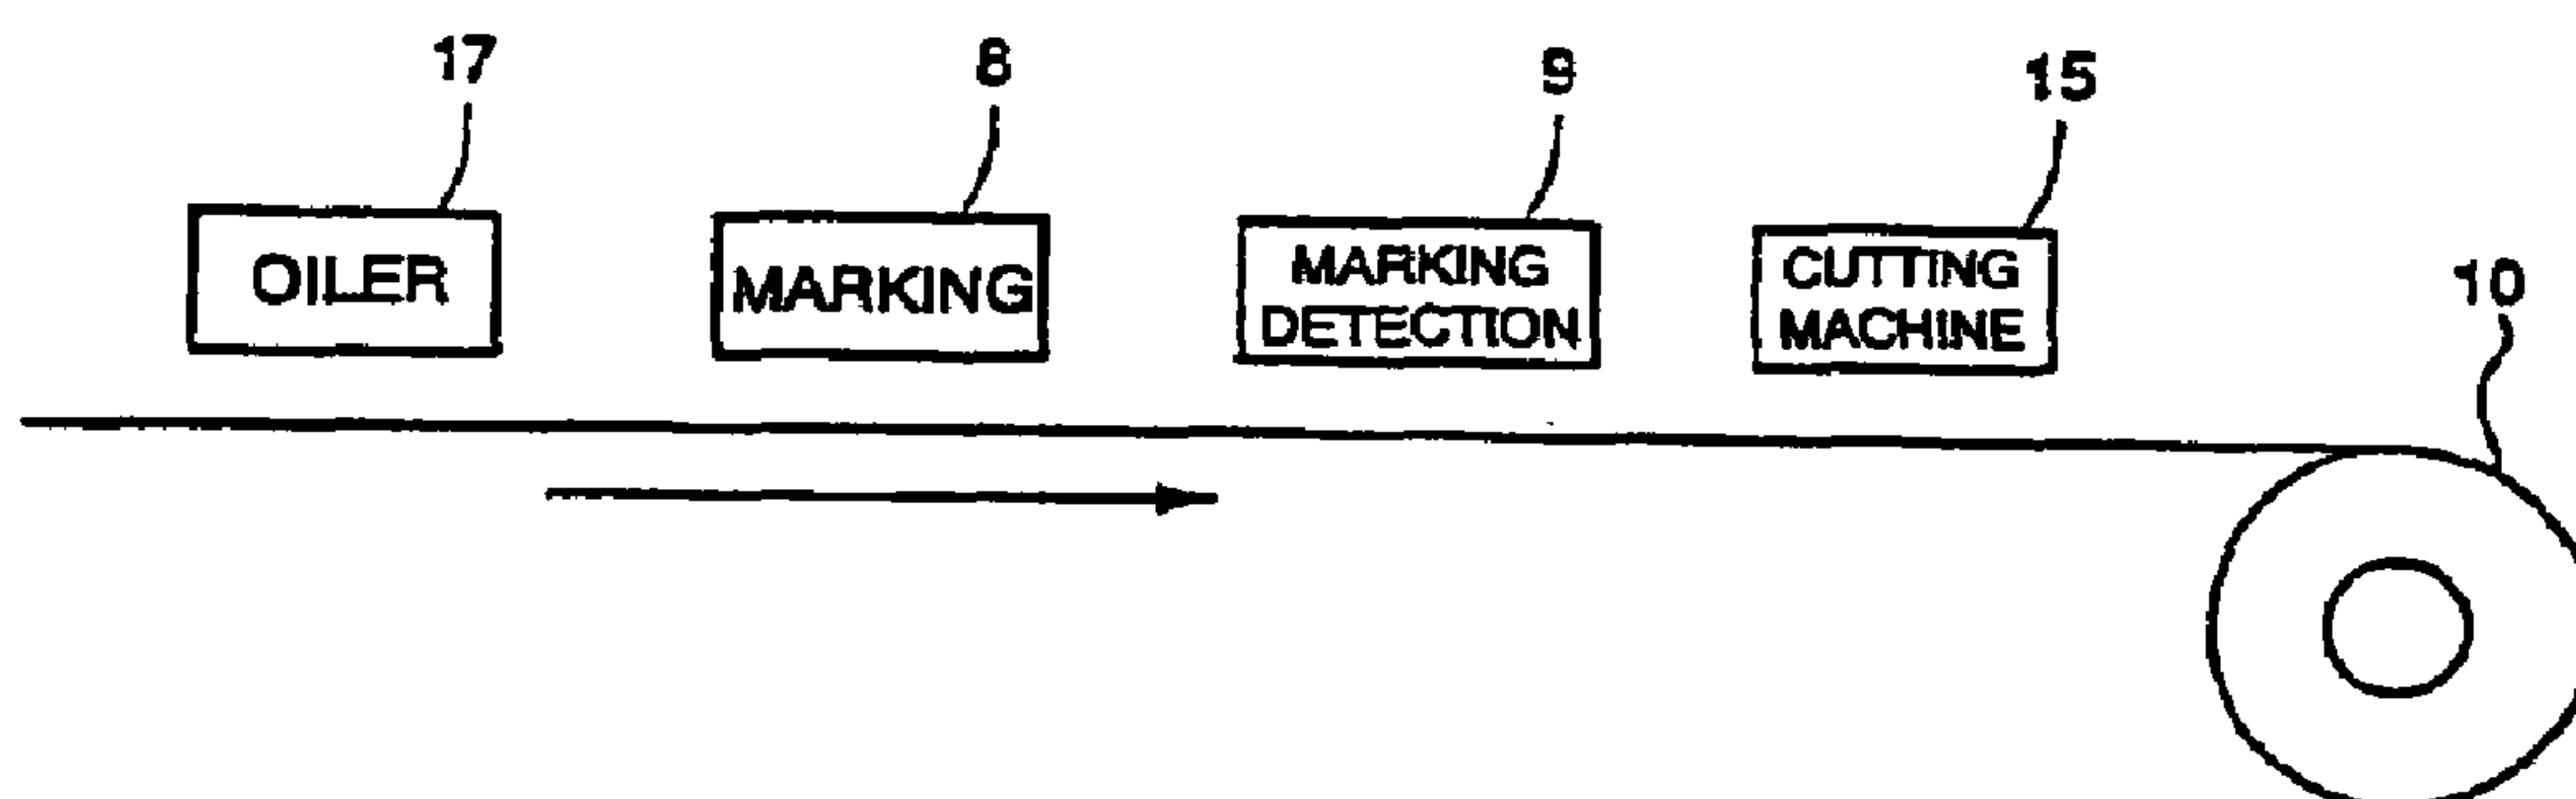 17
8
9
15
OILER
MARKING
MARKING
DETECTION
CUTTING
MACHINE
10